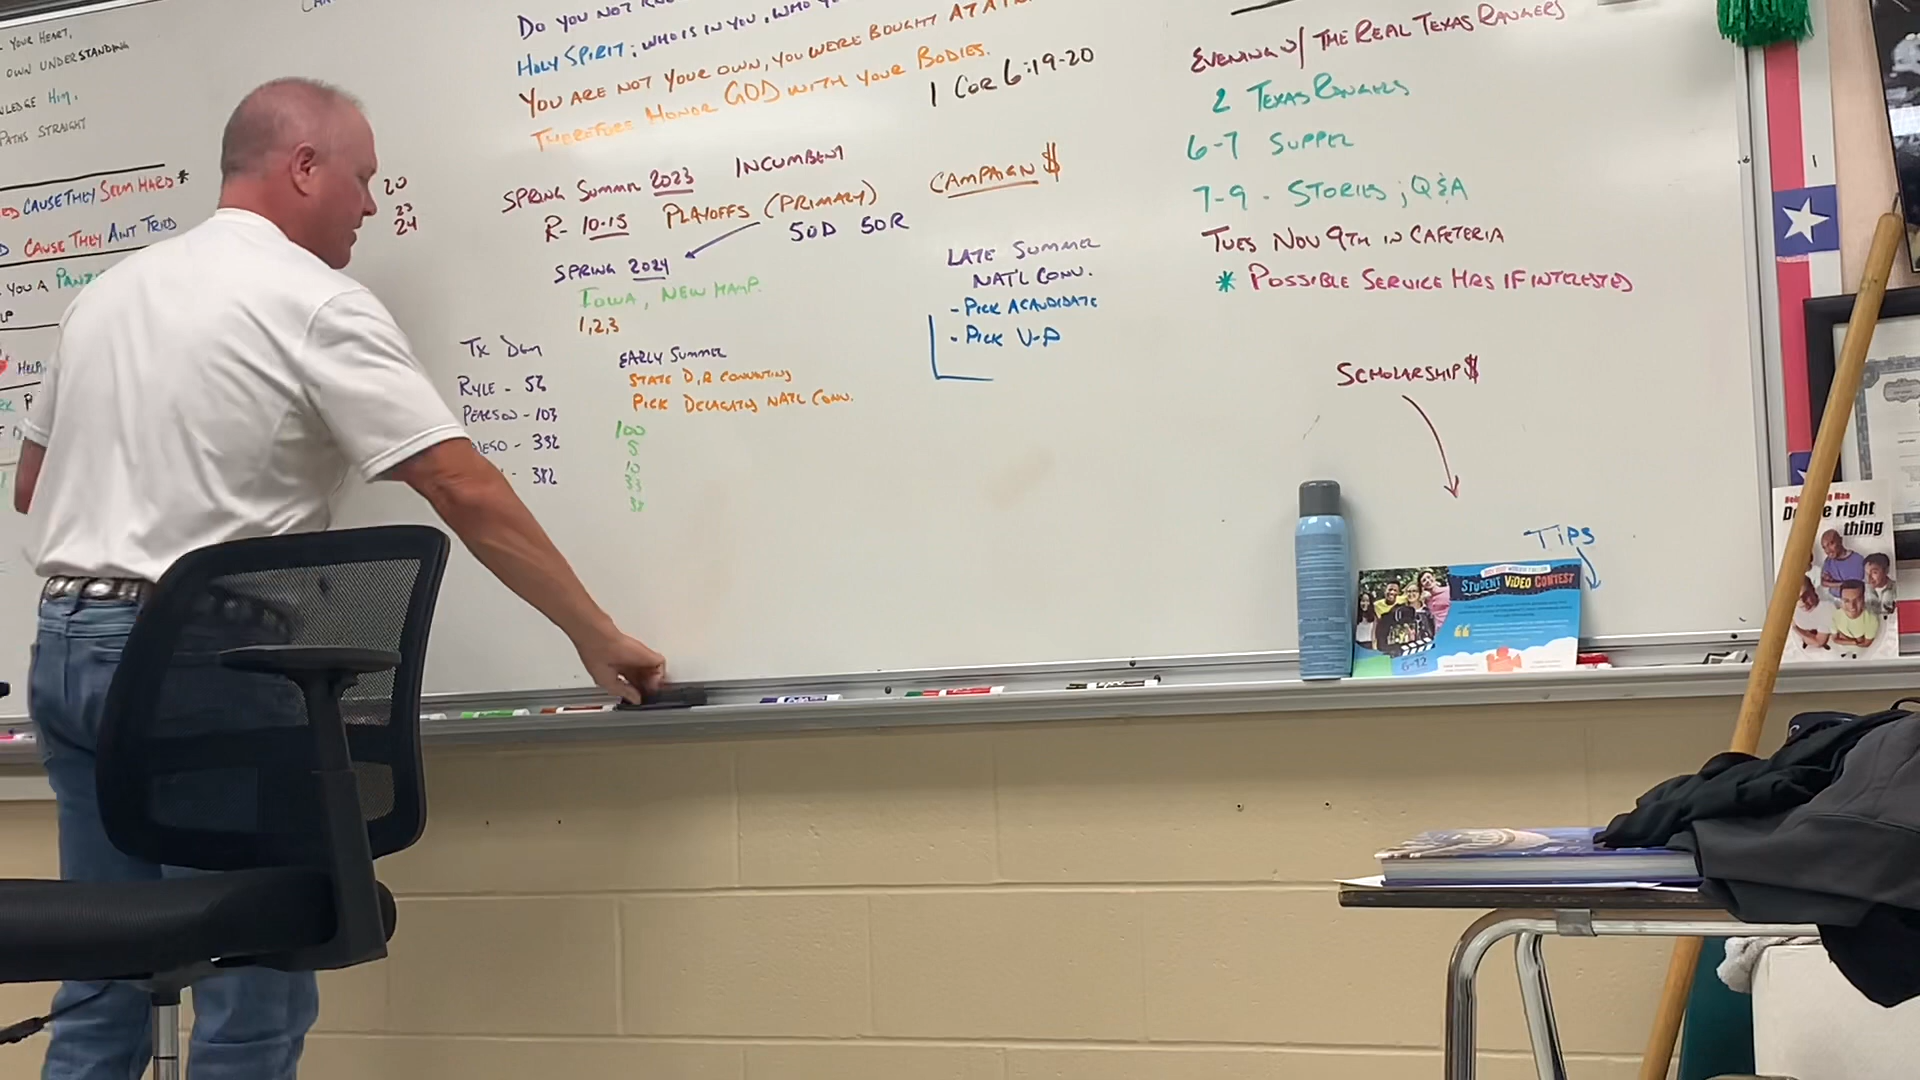 YOUR HEART,
OWN UNDERSTANDING
HIM,
PATHS STRAIGHT
CAUSE THEY SEEM HARD *
CAUSE THEY AIN'T TRIED
YOU A
HELP
DO YOU NOT
HOLY SPIRIT; WHO IS IN YOU, WHO
YOU ARE NOT YOUR OWN, YOU WERE BOUGHT AT A
THEREFORE HONOR GOD WITH YOUR BODIES.
1 COR 6:19-20
20
23
24
SPRING SUMMER 2023 INCUMBENT
R- 10-15 PLAYOFFS (PRIMARY)
50D 50R
SPRING 2024
IOWA, NEW HAMP.
1,2,3
TX DEM
RYLE - 56
PEARSON - 103
- 332
- 382
EARLY SUMMER
STATE D,R
PICK NATL CONV.
100
5
10
33
38
CAMPAIGN $
LATE SUMMER
NAT'L CONV.
- PICK A CANDIDATE
- PICK V-P
EVENING W/ THE REAL TEXAS RANGERS
2 TEXAS RANGERS
6-7 SUPPER
7-9 - STORIES; Q&A
TUES NOV 9TH IN CAFETERIA
* POSSIBLE SERVICE HRS IF INTERESTED
SCHOLARSHIP $
TIPS
STUDENT ViDEO CONTEST
6-12
right
thing